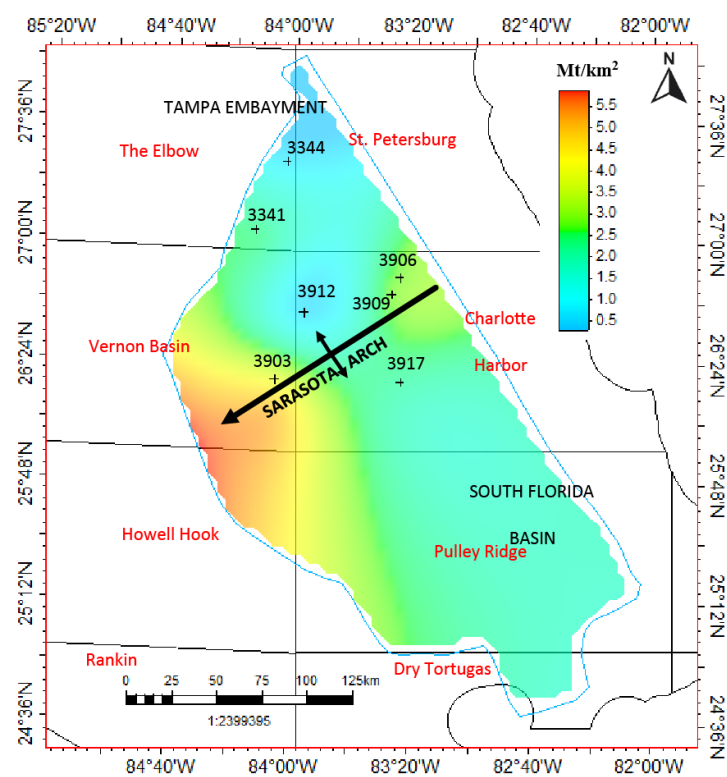 85°20'W 84°40'W 84°00'W 83°20'W 82°40'W 82°00'W
Mt/km²
N
27°36'N
27°00'N
26°24'N
25°48'N
25°12'N
24°36'N
TAMPA EMBAYMENT
The Elbow
St. Petersburg
3344
3341
3906
3912
3909
Charlotte
Vernon Basin
3903
3917
Harbor
SARASOTA ARCH
SOUTH FLORIDA
BASIN
Howell Hook
Pulley Ridge
Rankin
Dry Tortugas
5.5
5.0
4.5
4.0
3.5
3.0
2.5
2.0
1.5
1.0
0.5
27°36'N
27°00'N
26°24'N
25°48'N
25°12'N
24°36'N
0 25 50 75 100 125km
1:2399395
84°40'W 84°00'W 83°20'W 82°40'W 82°00'W